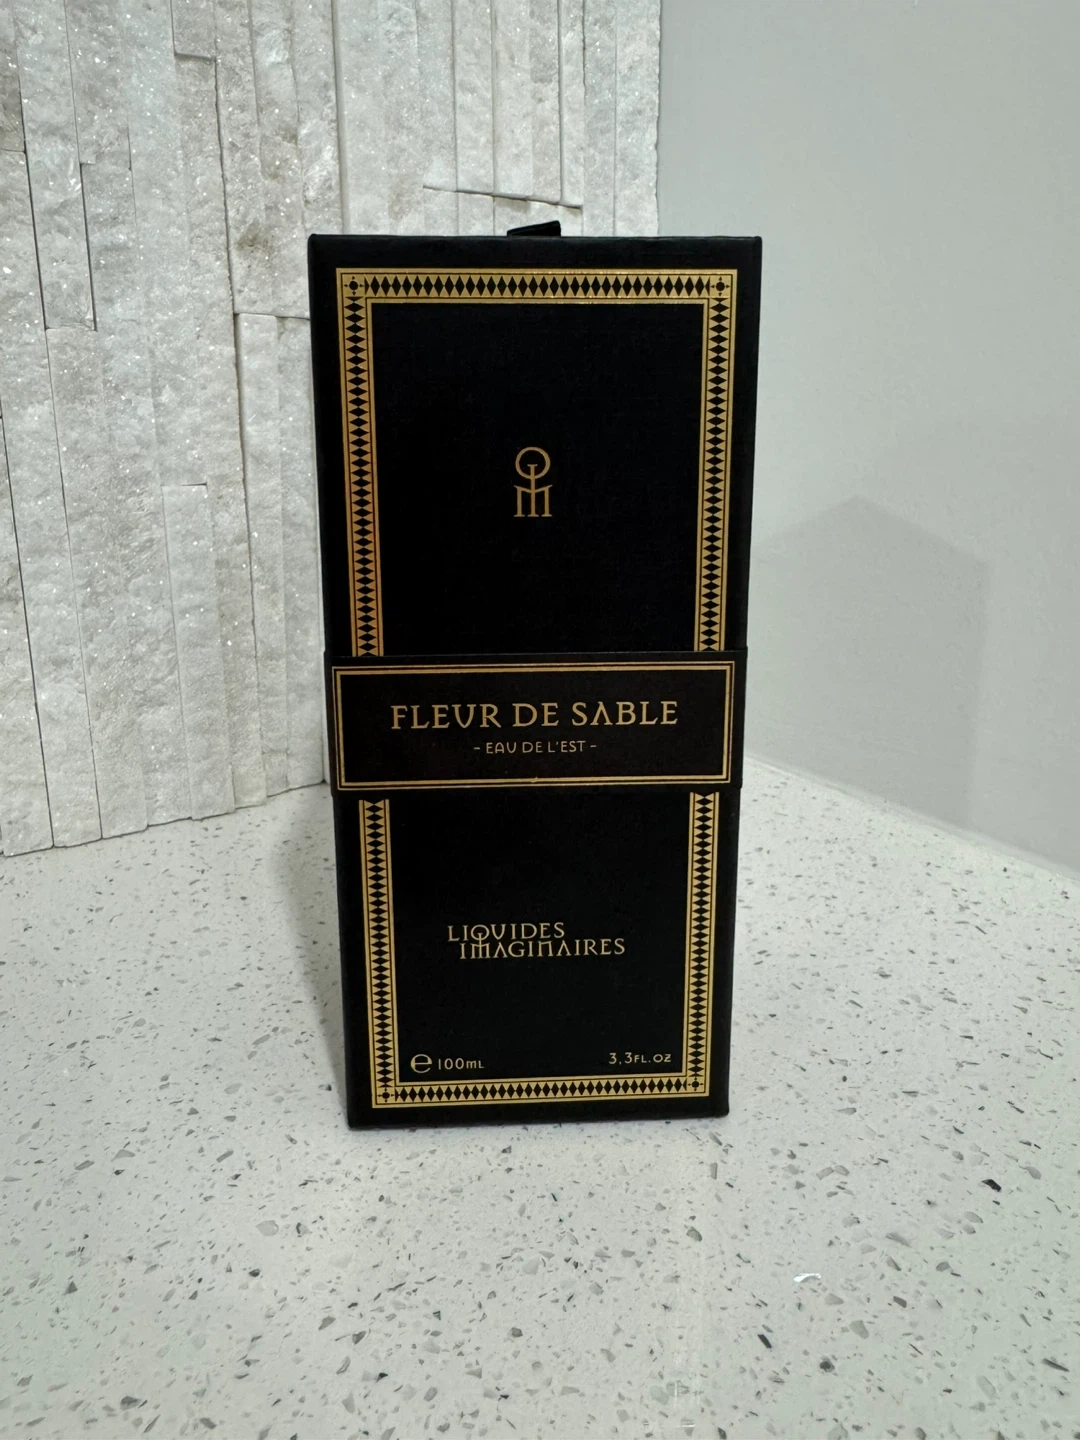 FLEUR DE SABLE
- EAU DE L'EST -
LIQUIDES
IMAGINAIRES
℮ 100ML
3,3FL.OZ